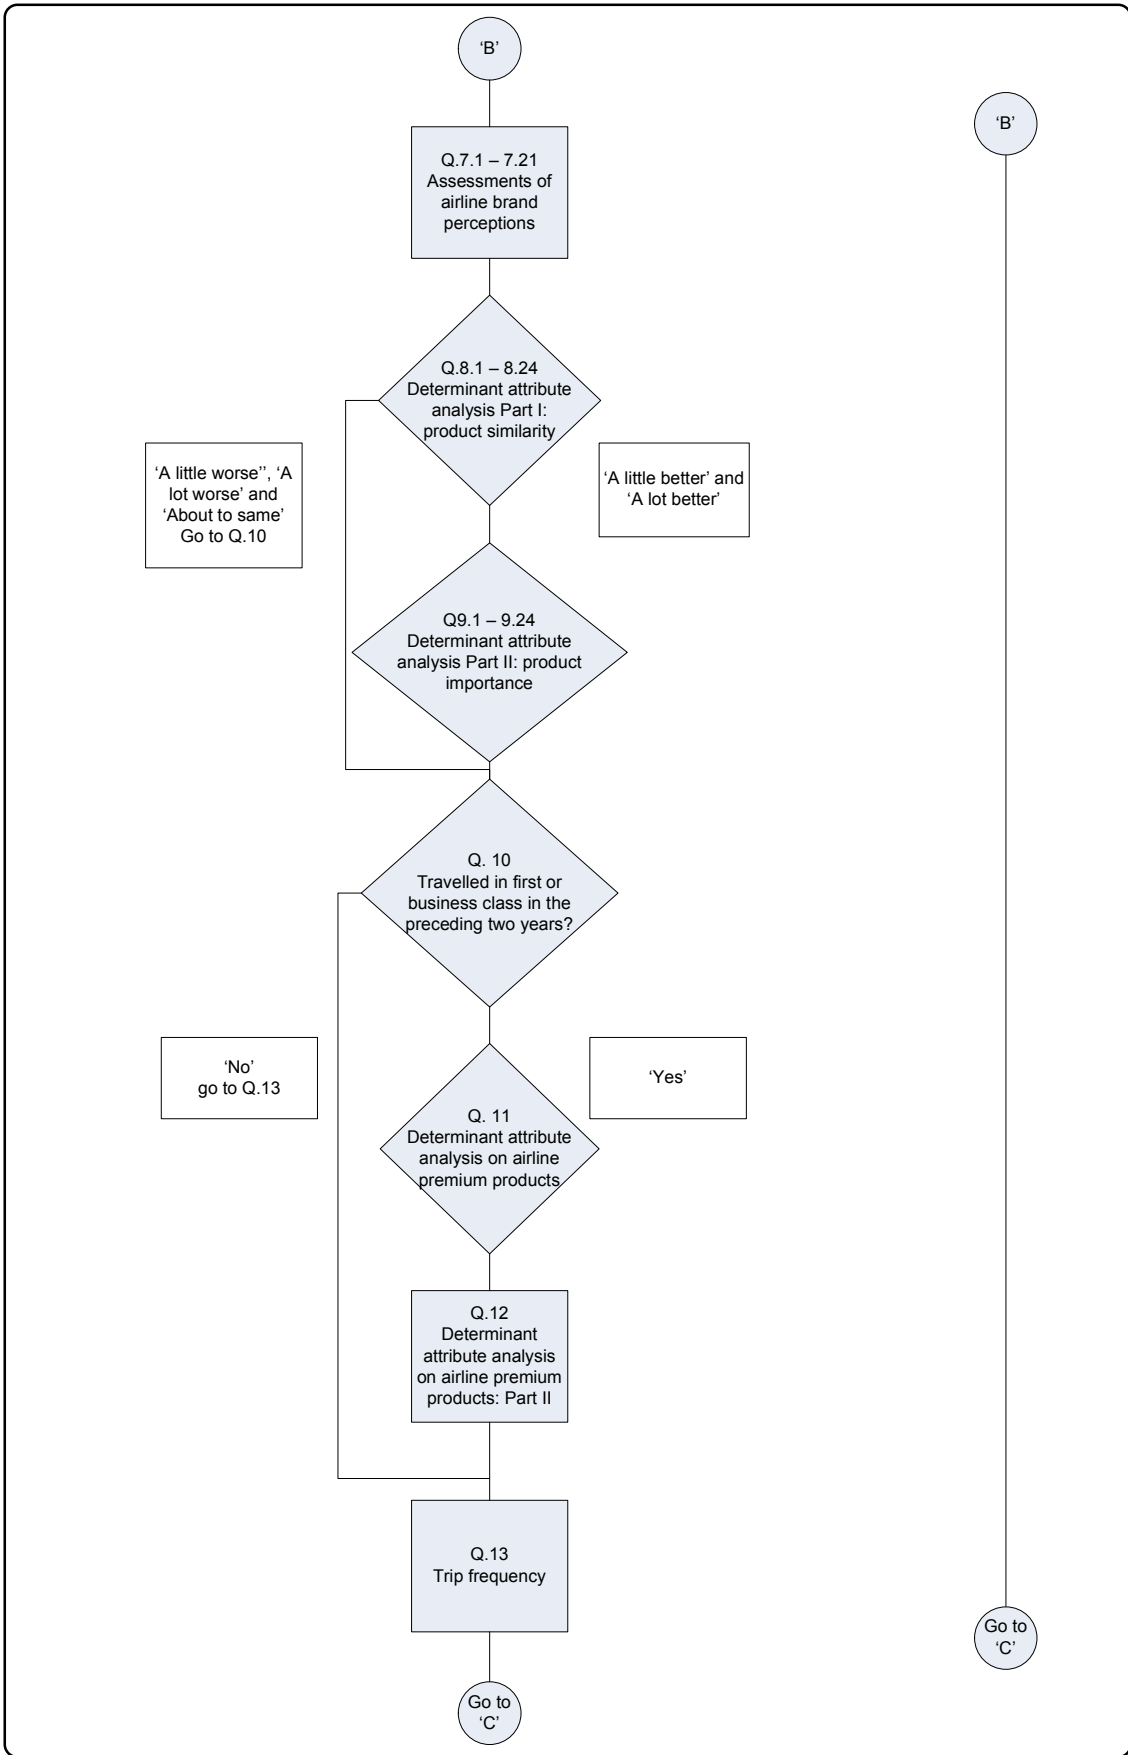 ‘B’
‘B’
Q.7.1 – 7.21
Assessments of
airline brand
perceptions
Q.8.1 – 8.24
Determinant attribute
analysis Part I:
product similarity
‘A little worse’’, ‘A
lot worse’ and
‘About to same’
Go to Q.10
‘A little better’ and
‘A lot better’
Q9.1 – 9.24
Determinant attribute
analysis Part II: product
importance
Q. 10
Travelled in first or
business class in the
preceding two years?
‘No’
go to Q.13
‘Yes’
Q. 11
Determinant attribute
analysis on airline
premium products
Q.12
Determinant
attribute analysis
on airline premium
products: Part II
Q.13
Trip frequency
Go to
‘C’
Go to
‘C’